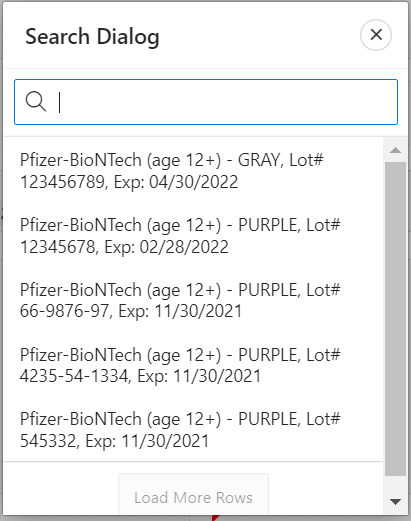 Search Dialog
Pfizer-BioNTech (age 12+) - GRAY, Lot#
123456789, Exp: 04/30/2022
Pfizer-BioNTech (age 12+) - PURPLE, Lot#
12345678, Exp: 02/28/2022
Pfizer-BioNTech (age 12+) - PURPLE, Lot#
66-9876-97, Exp: 11/30/2021
Pfizer-BioNTech (age 12+) - PURPLE, Lot#
4235-54-1334, Exp: 11/30/2021
Pfizer-BioNTech (age 12+) - PURPLE, Lot#
545332, Exp: 11/30/2021
Load More Rows